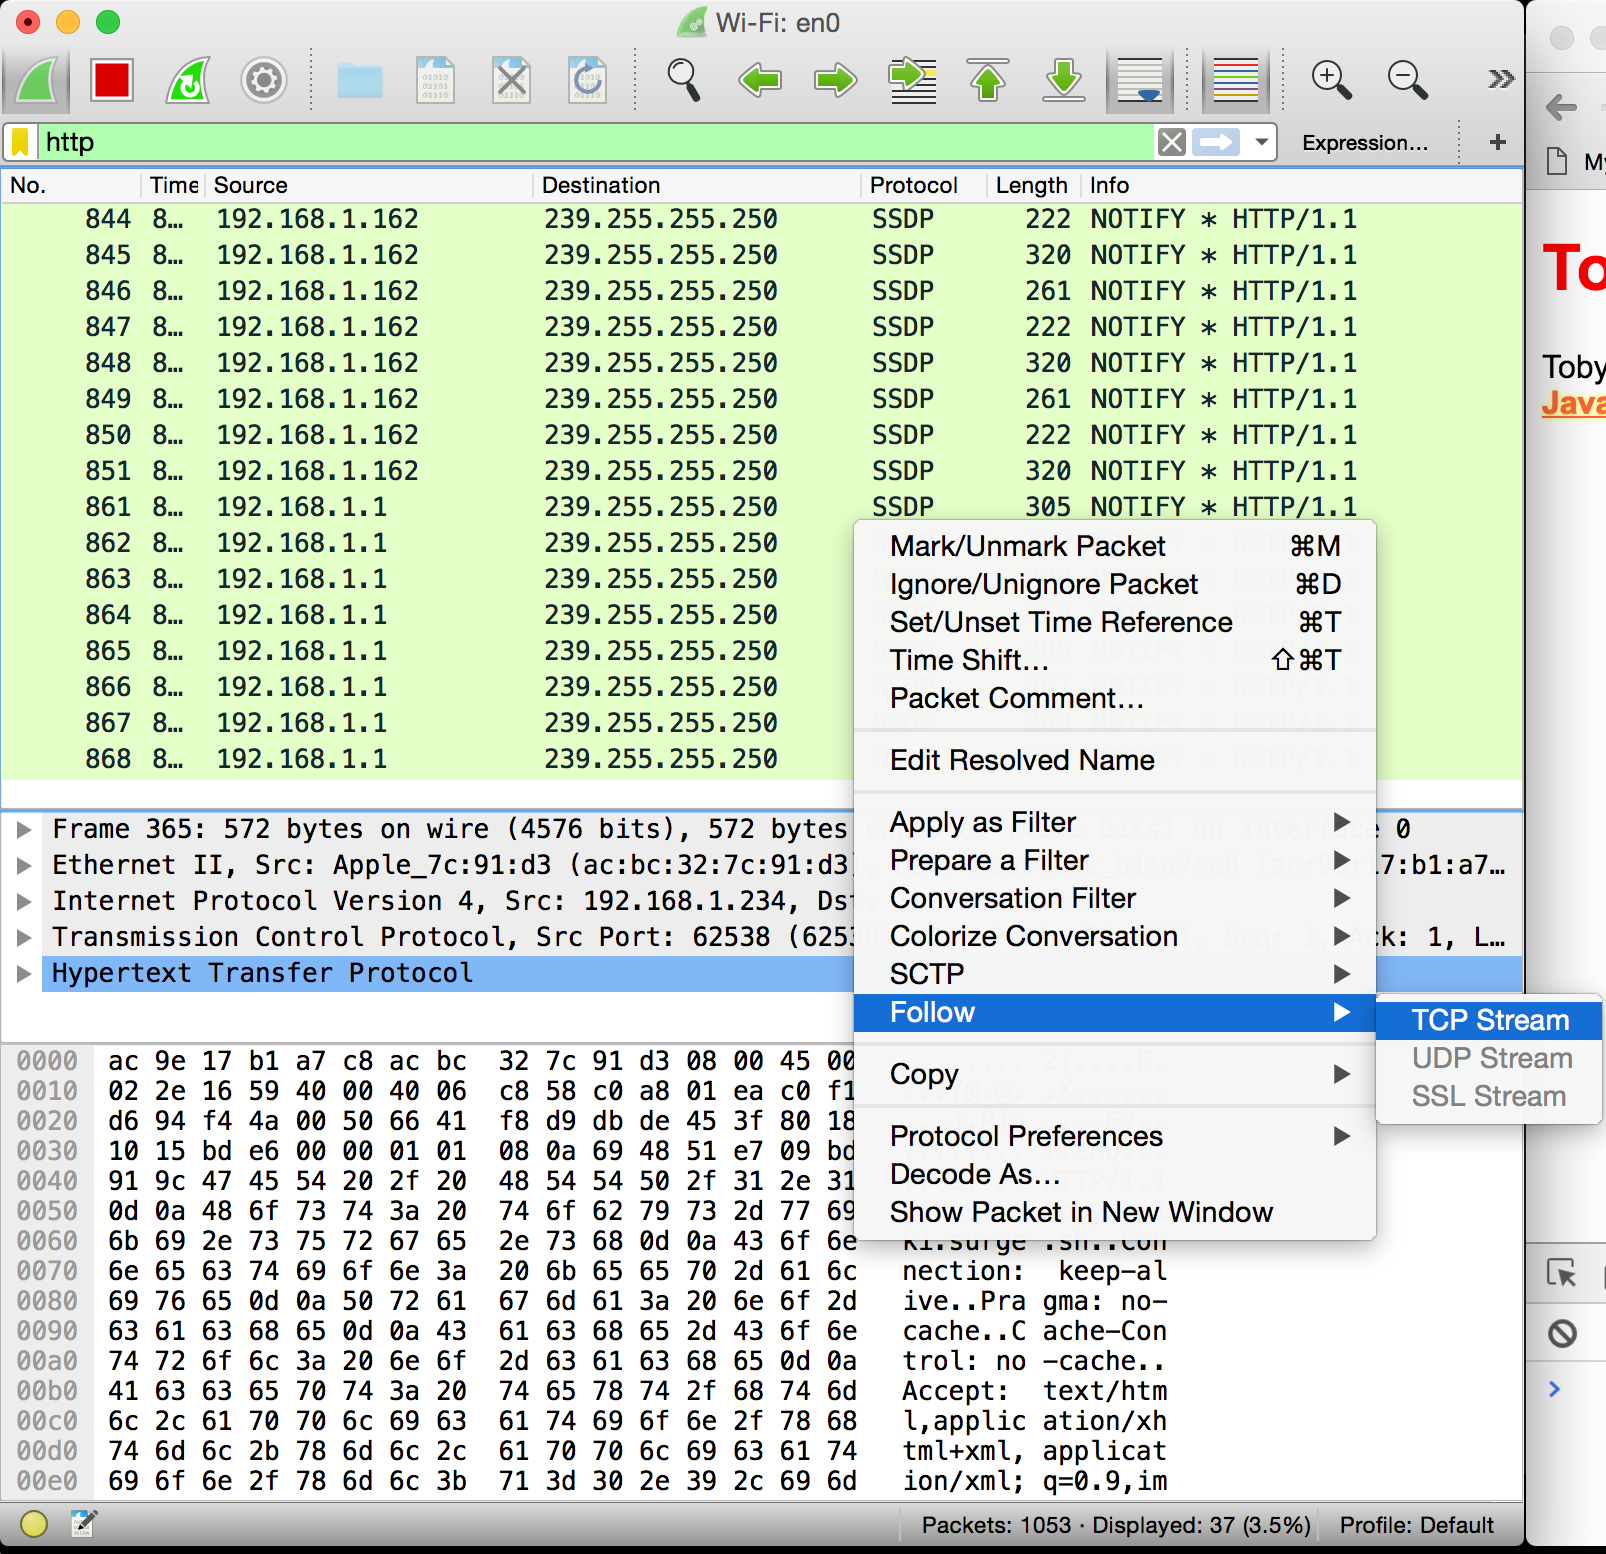 Wi-Fi: en0
http
Expression…
+
No. Time Source Destination Protocol Length Info
844 8… 192.168.1.162 239.255.255.250 SSDP 222 NOTIFY * HTTP/1.1
845 8… 192.168.1.162 239.255.255.250 SSDP 320 NOTIFY * HTTP/1.1
846 8… 192.168.1.162 239.255.255.250 SSDP 261 NOTIFY * HTTP/1.1
847 8… 192.168.1.162 239.255.255.250 SSDP 222 NOTIFY * HTTP/1.1
848 8… 192.168.1.162 239.255.255.250 SSDP 320 NOTIFY * HTTP/1.1
849 8… 192.168.1.162 239.255.255.250 SSDP 261 NOTIFY * HTTP/1.1
850 8… 192.168.1.162 239.255.255.250 SSDP 222 NOTIFY * HTTP/1.1
851 8… 192.168.1.162 239.255.255.250 SSDP 320 NOTIFY * HTTP/1.1
861 8… 192.168.1.1 239.255.255.250 SSDP 305 NOTIFY * HTTP/1.1
862 8… 192.168.1.1 239.255.255.250
863 8… 192.168.1.1 239.255.255.250
864 8… 192.168.1.1 239.255.255.250
865 8… 192.168.1.1 239.255.255.250
866 8… 192.168.1.1 239.255.255.250
867 8… 192.168.1.1 239.255.255.250
868 8… 192.168.1.1 239.255.255.250
Mark/Unmark Packet ⌘M
Ignore/Unignore Packet ⌘D
Set/Unset Time Reference ⌘T
Time Shift… ⇧⌘T
Packet Comment…
Edit Resolved Name
Apply as Filter
Prepare a Filter
Conversation Filter
Colorize Conversation
SCTP
Follow
Copy
Protocol Preferences
Decode As…
Show Packet in New Window
TCP Stream
UDP Stream
SSL Stream
Frame 365: 572 bytes on wire (4576 bits), 572 bytes bits) on interface 0
Ethernet II, Src: Apple_7c:91:d3 (ac:bc:32:7c:91:d3) _b1:a7:c8 (ac:9e:17:b1:a7…
Internet Protocol Version 4, Src: 192.168.1.234, Dst:
Transmission Control Protocol, Src Port: 62538 (62538) , Seq: 1, Ack: 1, L…
Hypertext Transfer Protocol
0000 ac 9e 17 b1 a7 c8 ac bc 32 7c 91 d3 08 00 45 00
0010 02 2e 16 59 40 00 40 06 c8 58 c0 a8 01 ea c0 f1
0020 d6 94 f4 4a 00 50 66 41 f8 d9 db de 45 3f 80 18
0030 10 15 bd e6 00 00 01 01 08 0a 69 48 51 e7 09 bd
0040 91 9c 47 45 54 20 2f 20 48 54 54 50 2f 31 2e 31
0050 0d 0a 48 6f 73 74 3a 20 74 6f 62 79 73 2d 77 69
0060 6b 69 2e 73 75 72 67 65 2e 73 68 0d 0a 43 6f 6e ki.surge .sh..Con
0070 6e 65 63 74 69 6f 6e 3a 20 6b 65 65 70 2d 61 6c nection: keep-al
0080 69 76 65 0d 0a 50 72 61 67 6d 61 3a 20 6e 6f 2d ive..Pra gma: no-
0090 63 61 63 68 65 0d 0a 43 61 63 68 65 2d 43 6f 6e cache..C ache-Con
00a0 74 72 6f 6c 3a 20 6e 6f 2d 63 61 63 68 65 0d 0a trol: no -cache..
00b0 41 63 63 65 70 74 3a 20 74 65 78 74 2f 68 74 6d Accept: text/htm
00c0 6c 2c 61 70 70 6c 69 63 61 74 69 6f 6e 2f 78 68 l,applic ation/xh
00d0 74 6d 6c 2b 78 6d 6c 2c 61 70 70 6c 69 63 61 74 tml+xml, applicat
00e0 69 6f 6e 2f 78 6d 6c 3b 71 3d 30 2e 39 2c 69 6d ion/xml; q=0.9,im
Packets: 1053 · Displayed: 37 (3.5%) Profile: Default
My
To
Toby
Java